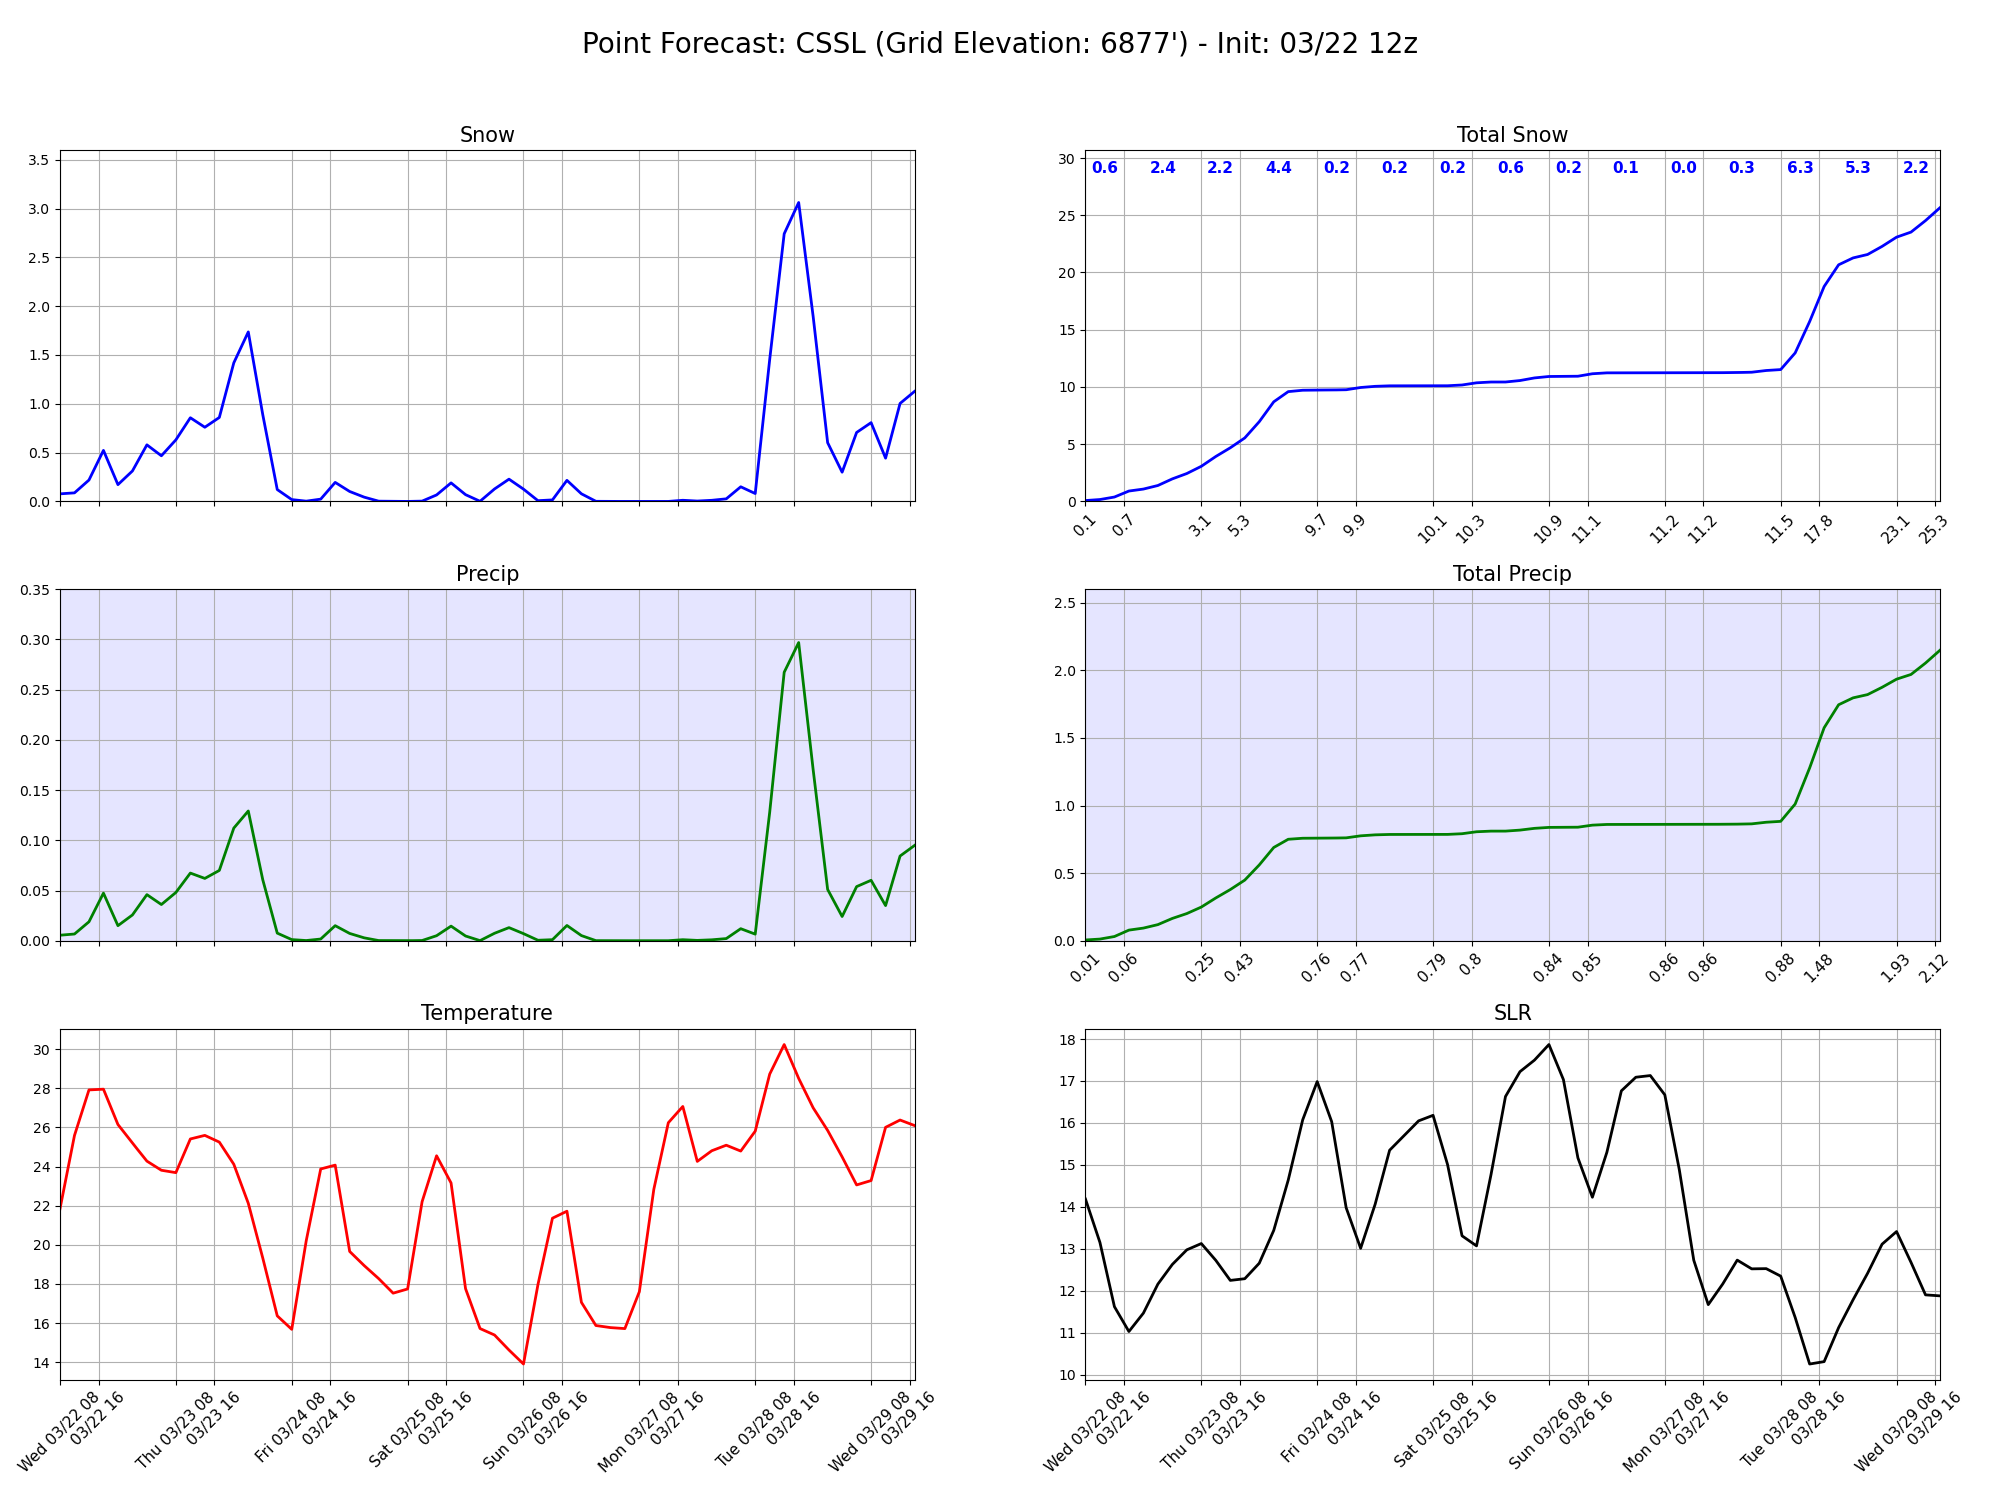 Point Forecast: CSSL (Grid Elevation: 6877') - Init: 03/22 12z
Snow
3.5
3.0
2.5
2.0
1.5
1.0
0.5
0.0
Total Snow
0.6 2.4 2.2 4.4 0.2 0.2 0.2 0.6 0.2 0.1 0.0 0.3 6.3 5.3 2.2
30
25
20
15
10
5
0
0.1 0.7 3.1 5.3 9.7 9.9 10.1 10.3 10.9 11.1 11.2 11.2 11.5 17.8 23.1 25.3
Precip
0.35
0.30
0.25
0.20
0.15
0.10
0.05
0.00
Total Precip
2.5
2.0
1.5
1.0
0.5
0.0
0.01 0.06 0.25 0.43 0.76 0.77 0.79 0.8 0.84 0.85 0.86 0.86 0.88 1.48 1.93 2.12
Temperature
30
28
26
24
22
20
18
16
14
Wed 03/22 08
03/22 16
Thu 03/23 08
03/23 16
Fri 03/24 08
03/24 16
Sat 03/25 08
03/25 16
Sun 03/26 08
03/26 16
Mon 03/27 08
03/27 16
Tue 03/28 08
03/28 16
Wed 03/29 08
03/29 16
SLR
18
17
16
15
14
13
12
11
10
Wed 03/22 08
03/22 16
Thu 03/23 08
03/23 16
Fri 03/24 08
03/24 16
Sat 03/25 08
03/25 16
Sun 03/26 08
03/26 16
Mon 03/27 08
03/27 16
Tue 03/28 08
03/28 16
Wed 03/29 08
03/29 16